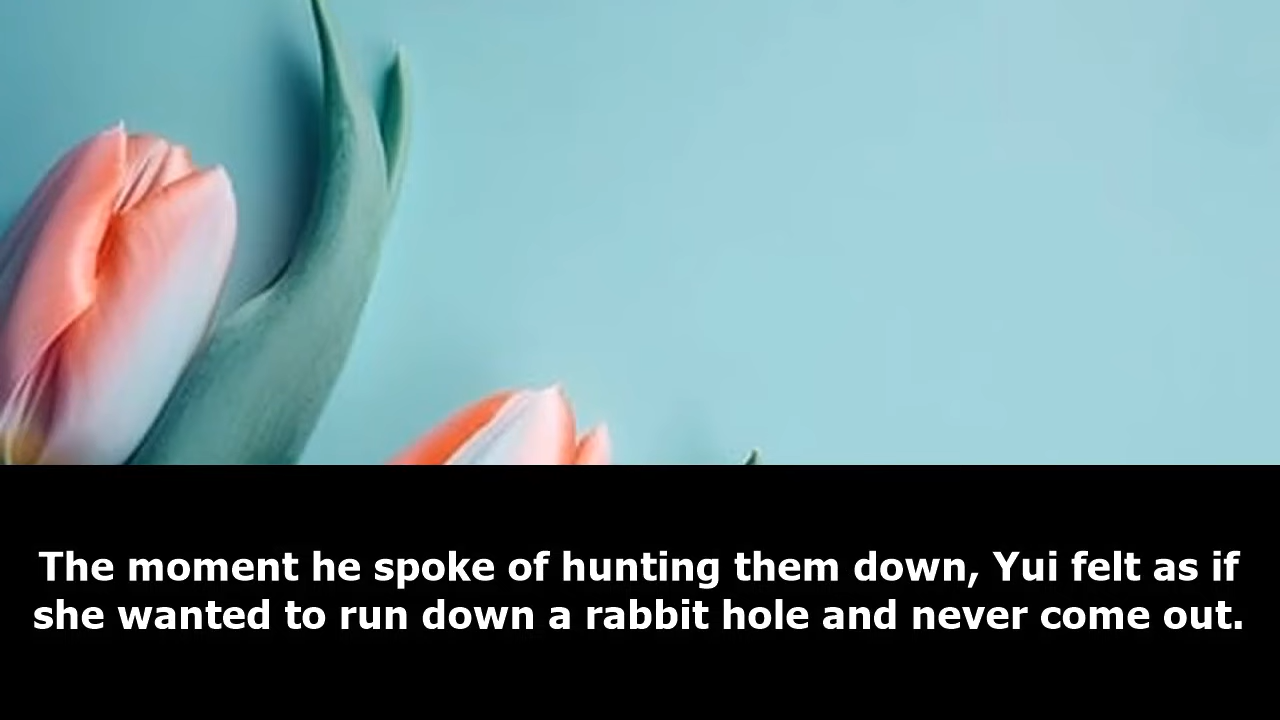 The moment he spoke of hunting them down, Yui felt as if
she wanted to run down a rabbit hole and never come out.